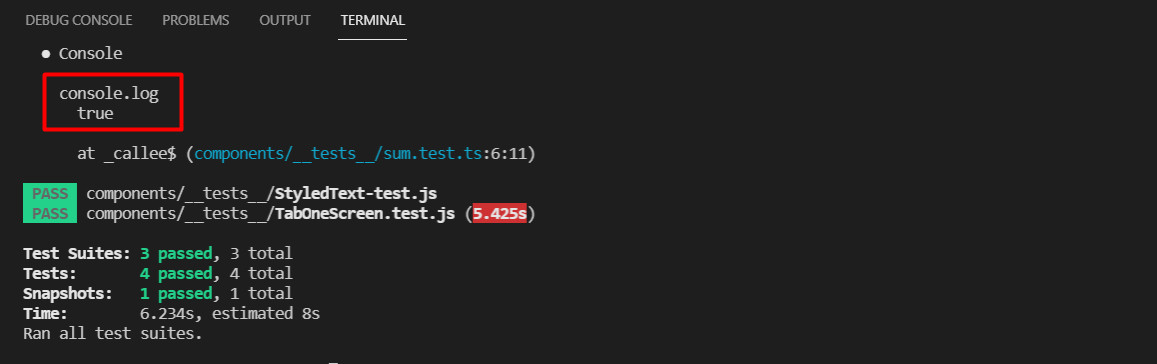 DEBUG CONSOLE PROBLEMS OUTPUT TERMINAL
● Console
console.log
true
at _callee$ (components/__tests__/sum.test.ts:6:11)
PASS components/__tests__/StyledText-test.js
PASS components/__tests__/TabOneScreen.test.js (5.425s)
Test Suites: 3 passed, 3 total
Tests: 4 passed, 4 total
Snapshots: 1 passed, 1 total
Time: 6.234s, estimated 8s
Ran all test suites.